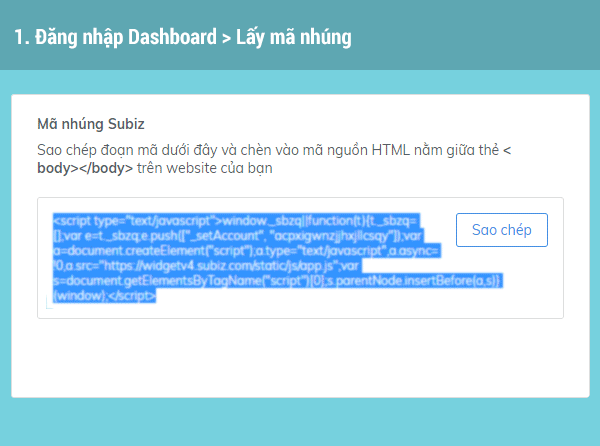 1. Đăng nhập Dashboard > Lấy mã nhúng
Mã nhúng Subiz
Sao chép đoạn mã dưới đây và chèn vào mã nguồn HTML nằm giữa thẻ <
body></body> trên website của bạn
<script type="text/javascript">window._sbzq||function(t){t._sbzq=
[];var e=t._sbzq;e.push(["_setAccount", "acpxigwnzjjhxjllcsqy"]);var
a=document.createElement("script");a.type="text/javascript",a.async=
!0,a.src="https://widgetv4.subiz.com/static/js/app.js";var
s=document.getElementsByTagName("script")[0];s.parentNode.insertBefore(a,s)}
(window);</script>
Sao chép